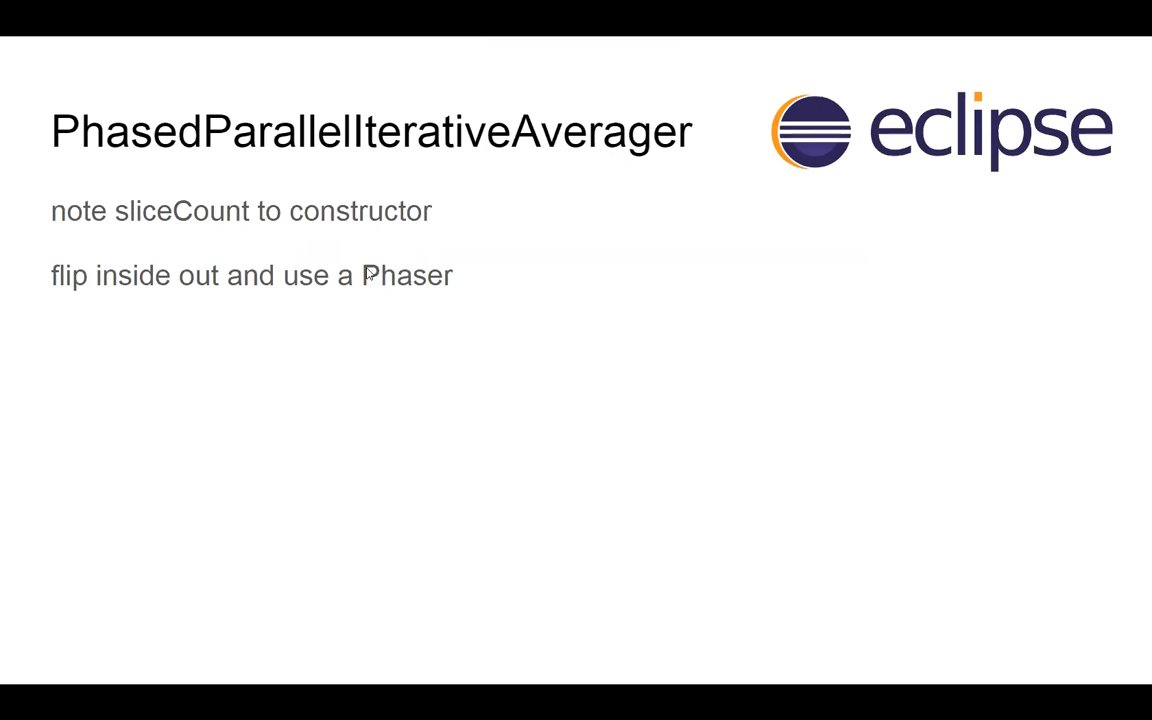 PhasedParallelIterativeAverager
eclipse
note sliceCount to constructor
flip inside out and use a Phaser